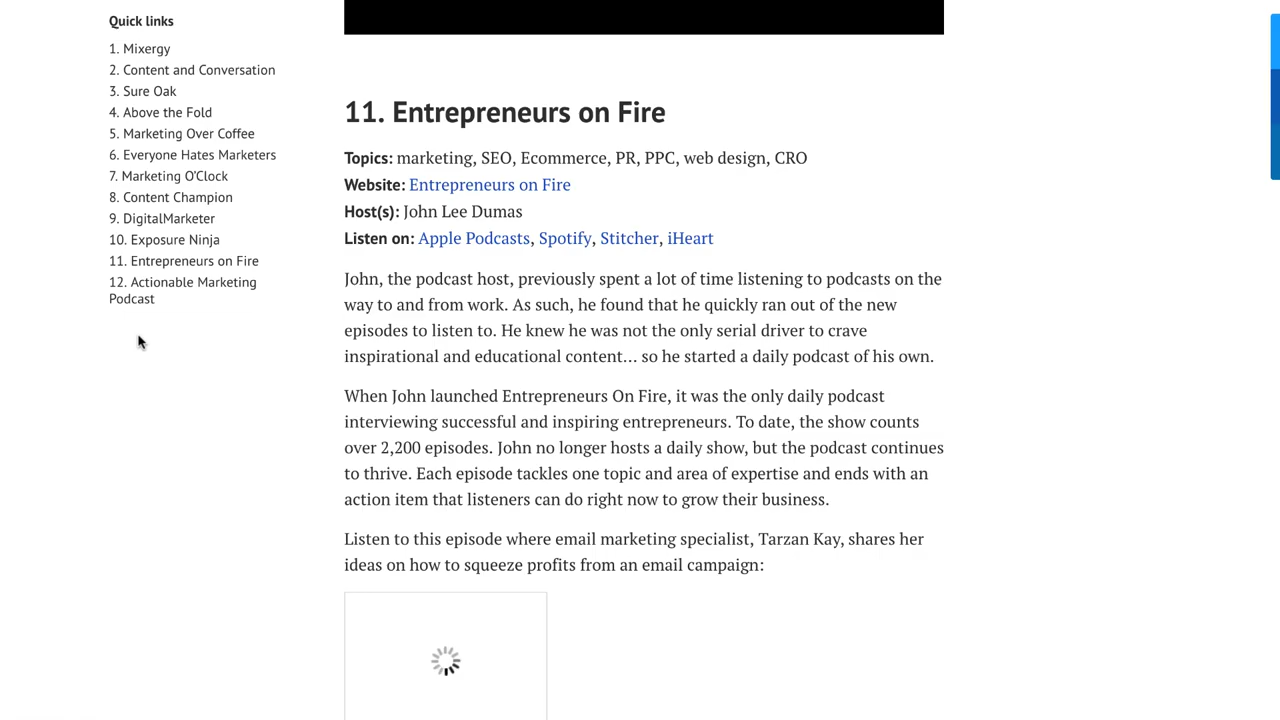 Quick links
1. Mixergy
2. Content and Conversation
3. Sure Oak
4. Above the Fold
5. Marketing Over Coffee
6. Everyone Hates Marketers
7. Marketing O'Clock
8. Content Champion
9. DigitalMarketer
10. Exposure Ninja
11. Entrepreneurs on Fire
12. Actionable Marketing
Podcast
11. Entrepreneurs on Fire
Topics: marketing, SEO, Ecommerce, PR, PPC, web design, CRO
Website: Entrepreneurs on Fire
Host(s): John Lee Dumas
Listen on: Apple Podcasts, Spotify, Stitcher, iHeart
John, the podcast host, previously spent a lot of time listening to podcasts on the
way to and from work. As such, he found that he quickly ran out of the new
episodes to listen to. He knew he was not the only serial driver to crave
inspirational and educational content… so he started a daily podcast of his own.
When John launched Entrepreneurs On Fire, it was the only daily podcast
interviewing successful and inspiring entrepreneurs. To date, the show counts
over 2,200 episodes. John no longer hosts a daily show, but the podcast continues
to thrive. Each episode tackles one topic and area of expertise and ends with an
action item that listeners can do right now to grow their business.
Listen to this episode where email marketing specialist, Tarzan Kay, shares her
ideas on how to squeeze profits from an email campaign: